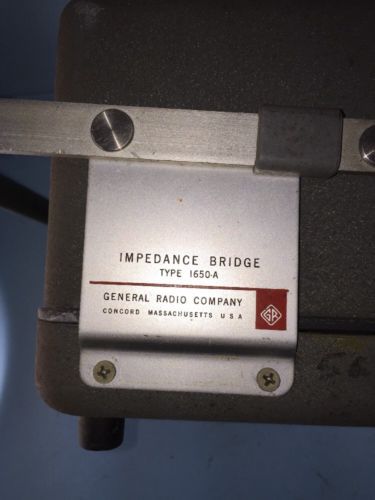 IMPEDANCE BRIDGE
TYPE 1650-A
GENERAL RADIO COMPANY
CONCORD MASSACHUSETTS U S A
GR